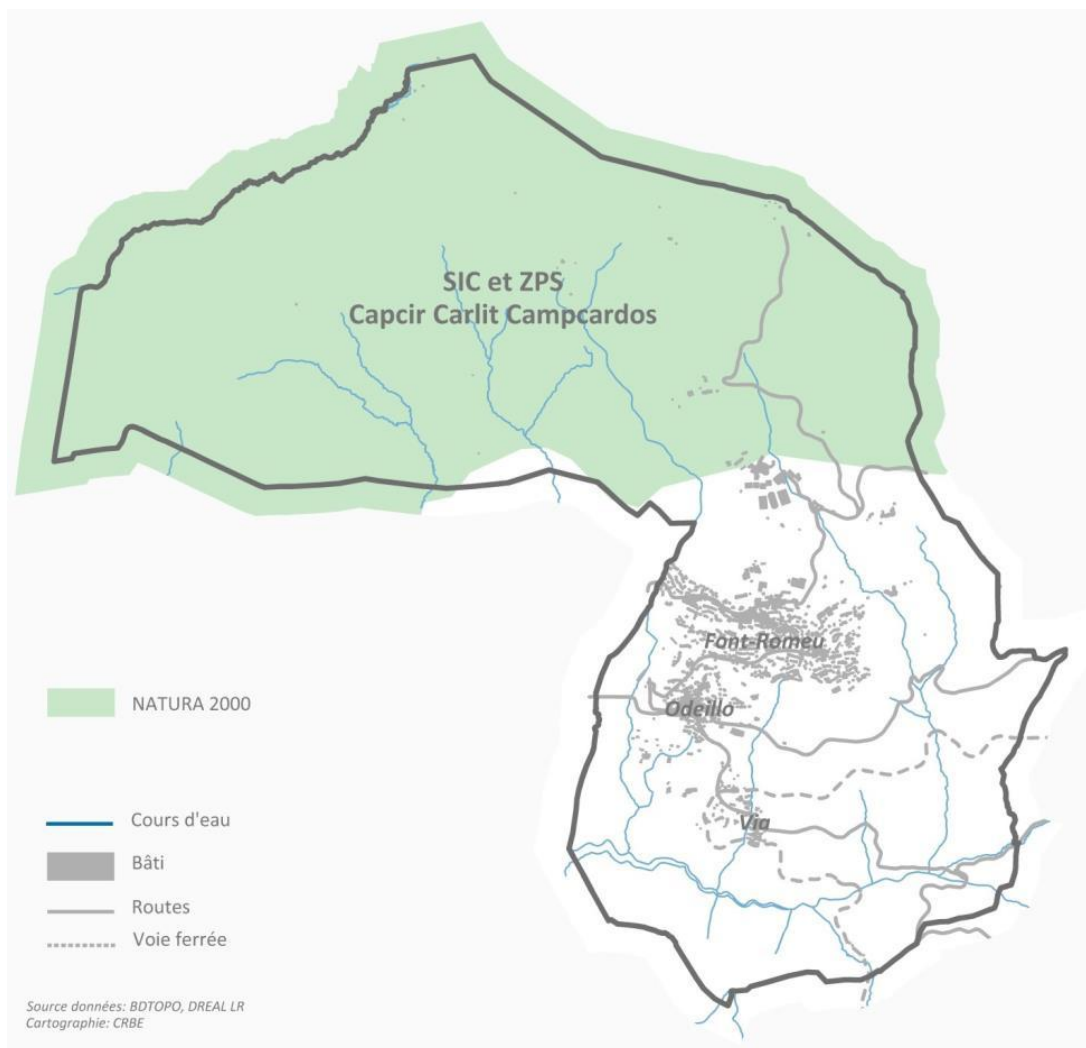 SIC et ZPS
Capcir Carlit Campcardos
Font-Romeu
Odeillo
Via
NATURA 2000
Cours d'eau
Bâti
Routes
Voie ferrée
Source données: BDTOPO, DREAL LR
Cartographie: CRBE